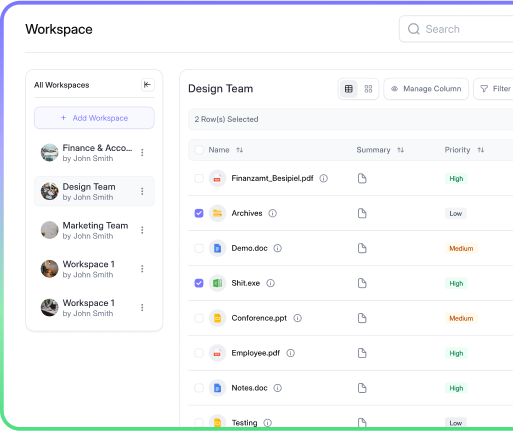 Workspace
Search
All Workspaces
+ Add Workspace
Finance & Acco...
by John Smith
Design Team
by John Smith
Marketing Team
by John Smith
Workspace 1
by John Smith
Workspace 1
by John Smith
Design Team
Manage Column
Filter
2 Row(s) Selected
Name
Summary
Priority
Finanzamt_Besipiel.pdf
High
Archives
Low
Demo.doc
Medium
Shit.exe
High
Conforence.ppt
Medium
Employee.pdf
High
Notes.doc
High
Testing
Low